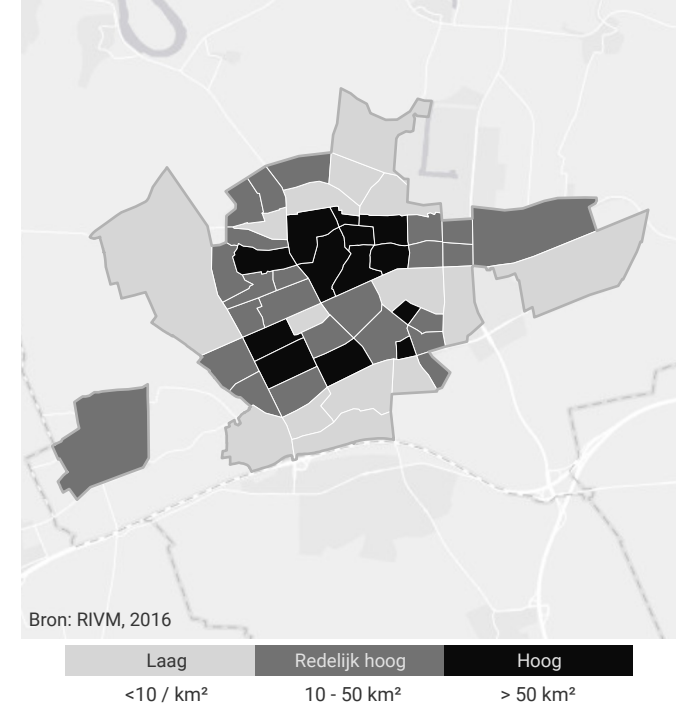 Bron: RIVM, 2016
Laag Redelijk hoog Hoog
<10 / km² 10 - 50 km² > 50 km²